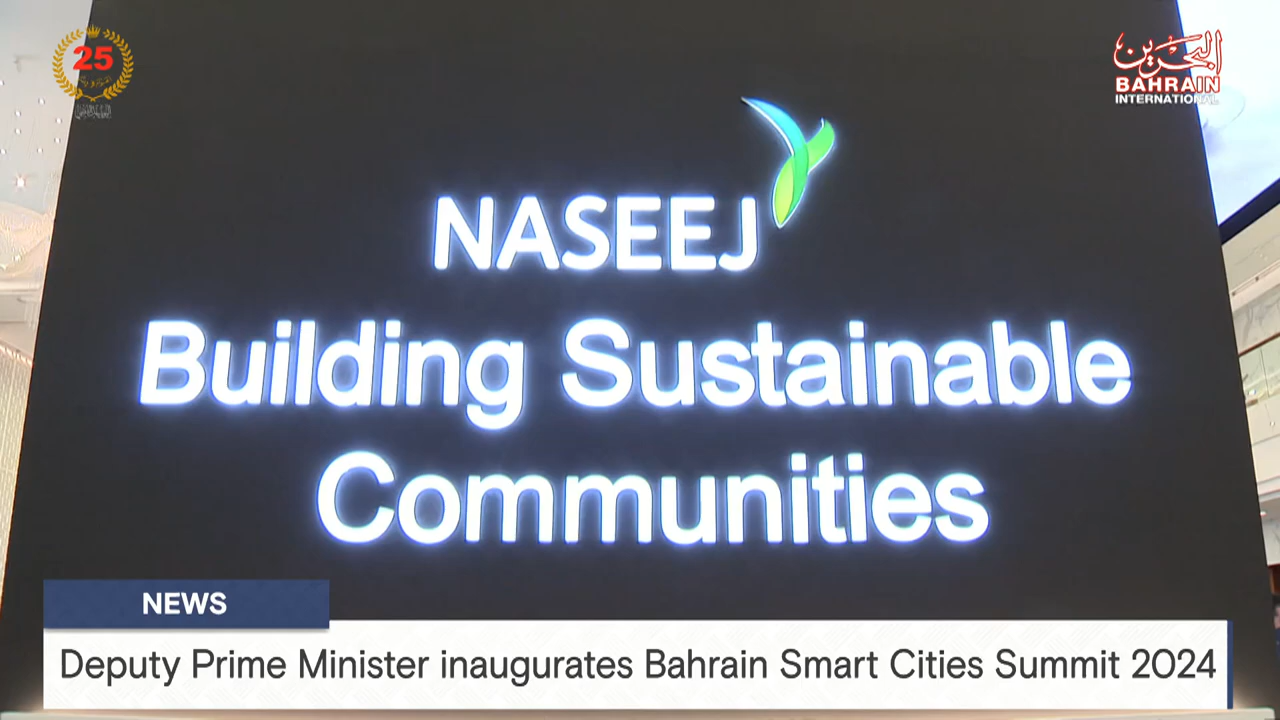 25
البحرين
BAHRAIN
INTERNATIONAL
NASEEJ
Building Sustainable
Communities
NEWS
Deputy Prime Minister inaugurates Bahrain Smart Cities Summit 2024